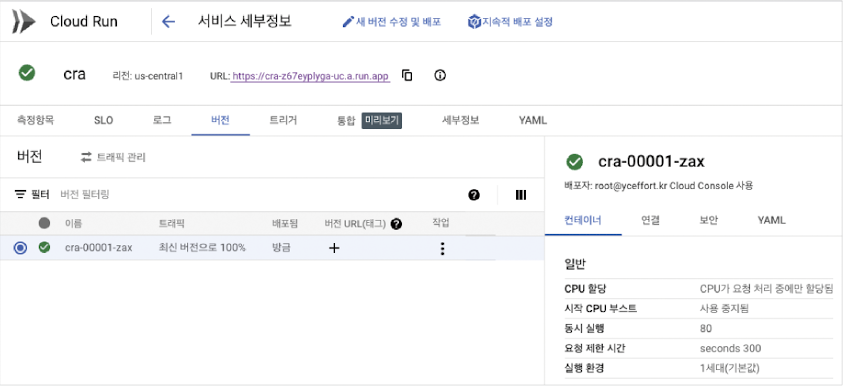 Cloud Run
서비스 세부정보
새 버전 수정 및 배포
지속적 배포 설정
cra
리전: us-central1
URL: https://cra-z67eyplyga-uc.a.run.app
측정항목 SLO 로그 버전 트리거 통합 미리보기 세부정보 YAML
버전
트래픽 관리
필터 버전 필터링
이름 트래픽 배포됨 버전 URL(태그) 작업
cra-00001-zax 최신 버전으로 100% 방금
cra-00001-zax
배포자: root@yceffort.kr Cloud Console 사용
컨테이너 연결 보안 YAML
일반
CPU 할당 CPU가 요청 처리 중에만 할당됨
시작 CPU 부스트 사용 중지됨
동시 실행 80
요청 제한 시간 seconds 300
실행 환경 1세대(기본값)